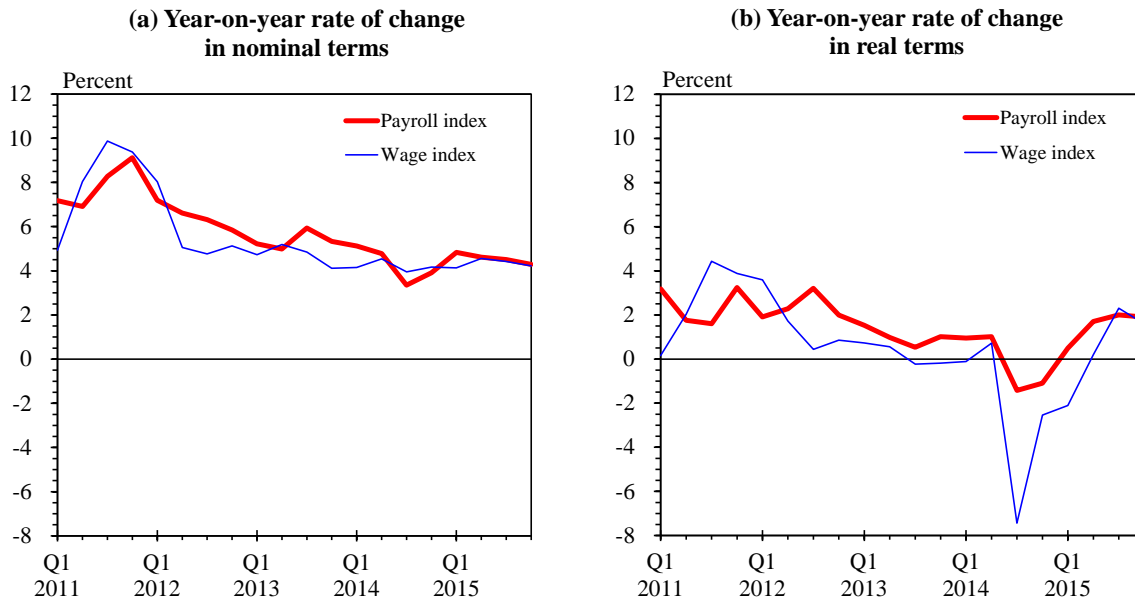 (a) Year-on-year rate of change
in nominal terms
Percent
12
10
8
6
4
2
0
-2
-4
-6
-8
Payroll index
Wage index
Q1 Q1 Q1 Q1 Q1
2011 2012 2013 2014 2015
(b) Year-on-year rate of change
in real terms
Percent
12
10
8
6
4
2
0
-2
-4
-6
-8
Payroll index
Wage index
Q1 Q1 Q1 Q1 Q1
2011 2012 2013 2014 2015